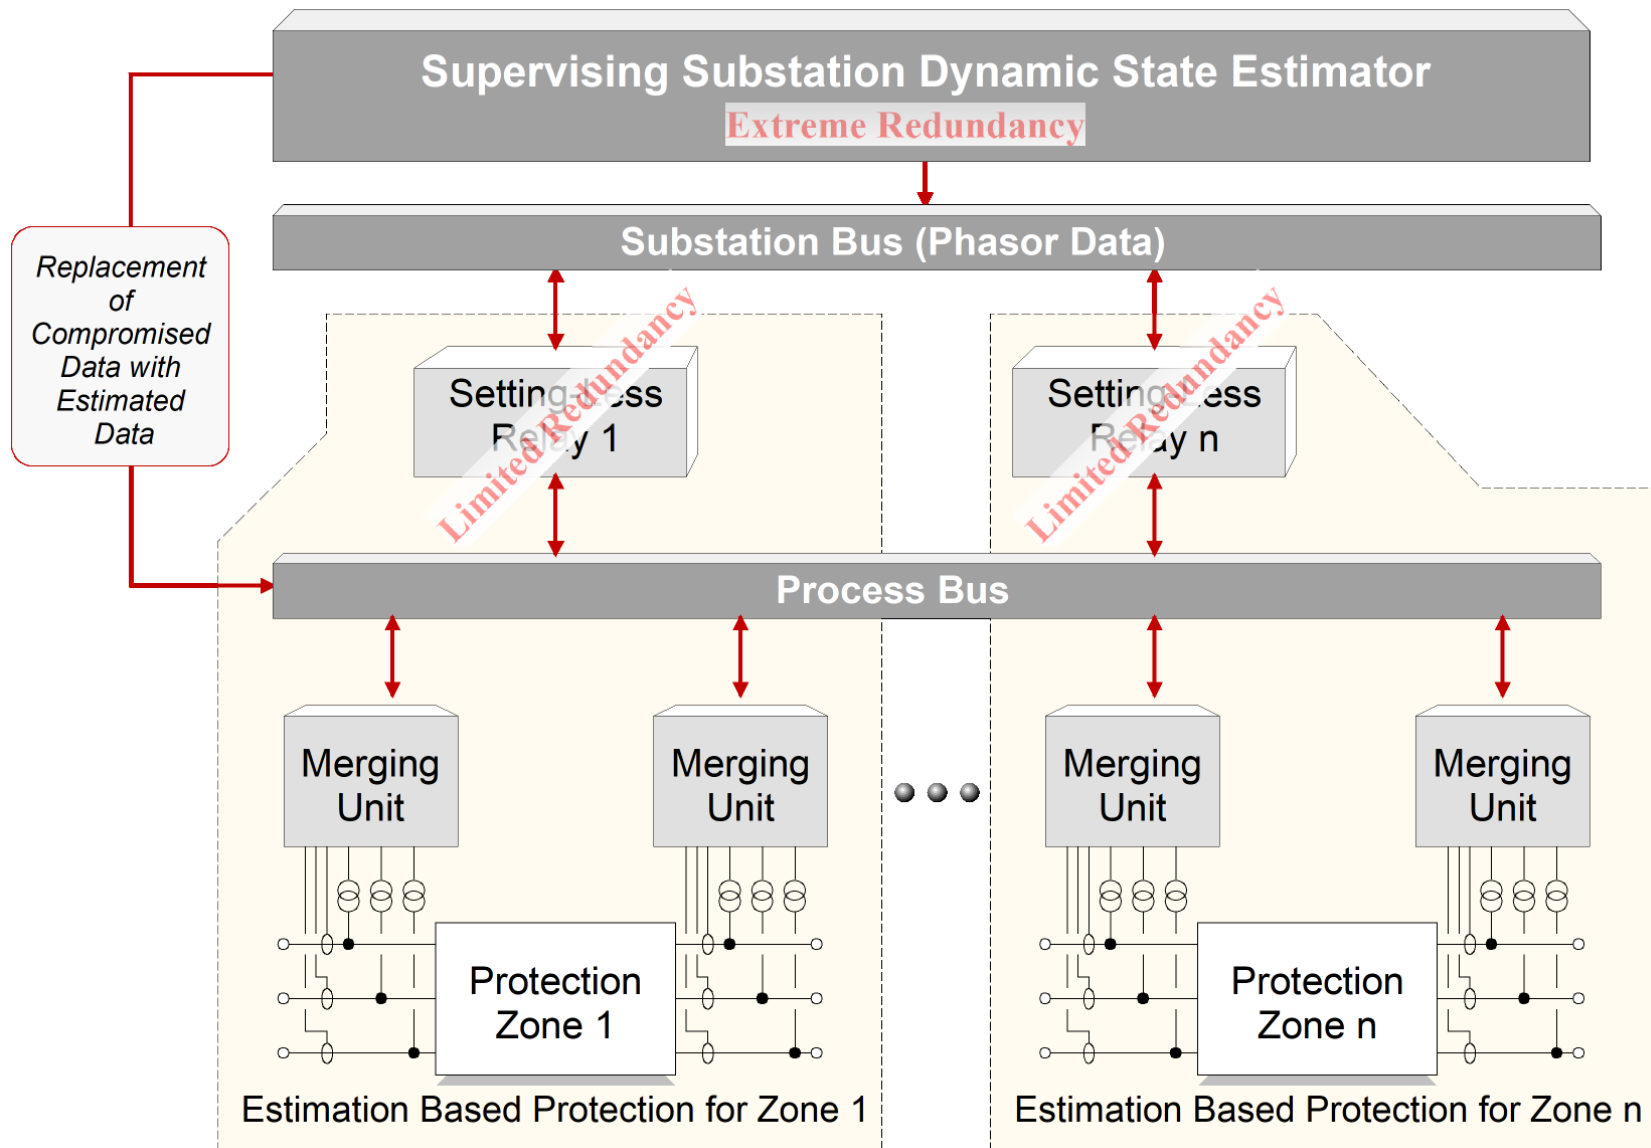 Supervising Substation Dynamic State Estimator
Extreme Redundancy
Substation Bus (Phasor Data)
Replacement
of
Compromised
Data with
Estimated
Data
Setting-Less
Relay 1
Limited Redundancy
Setting-Less
Relay n
Limited Redundancy
Process Bus
Merging
Unit
Merging
Unit
Merging
Unit
Merging
Unit
Protection
Zone 1
Protection
Zone n
Estimation Based Protection for Zone 1
Estimation Based Protection for Zone n